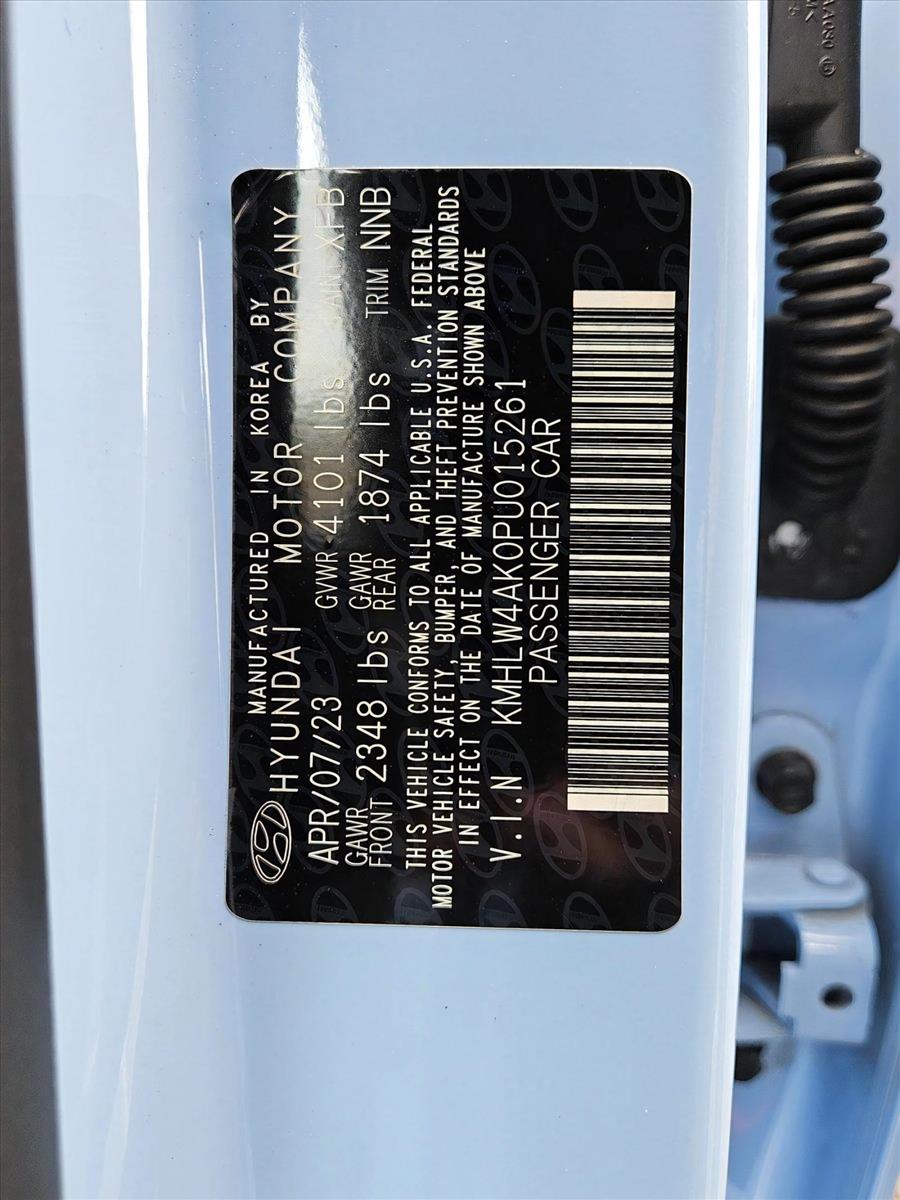 MANUFACTURED IN KOREA BY
HYUNDAI MOTOR COMPANY
APR/07/23 GVWR 4101 lbs XFB
GAWR FRONT 2348 lbs GAWR REAR 1874 lbs TRIM NNB
THIS VEHICLE CONFORMS TO ALL APPLICABLE U.S.A. FEDERAL
MOTOR VEHICLE SAFETY, BUMPER, AND THEFT PREVENTION STANDARDS
IN EFFECT ON THE DATE OF MANUFACTURE SHOWN ABOVE
V.I.N KMHLW4AK0PU015261
PASSENGER CAR